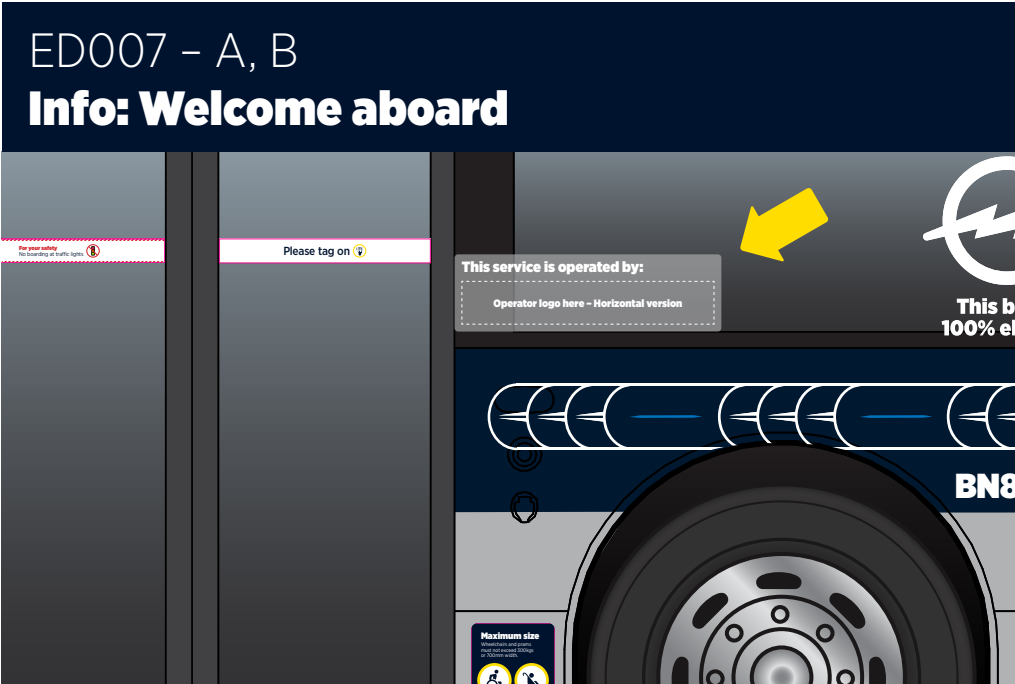 ED007 – A, B
Info: Welcome aboard
For your safety
No boarding at traffic lights
Please tag on
This service is operated by:
Operator logo here – Horizontal version
This b
100% el
BN8
Maximum size
Wheelchairs and prams
must not exceed 300kgs
or 700mm width.